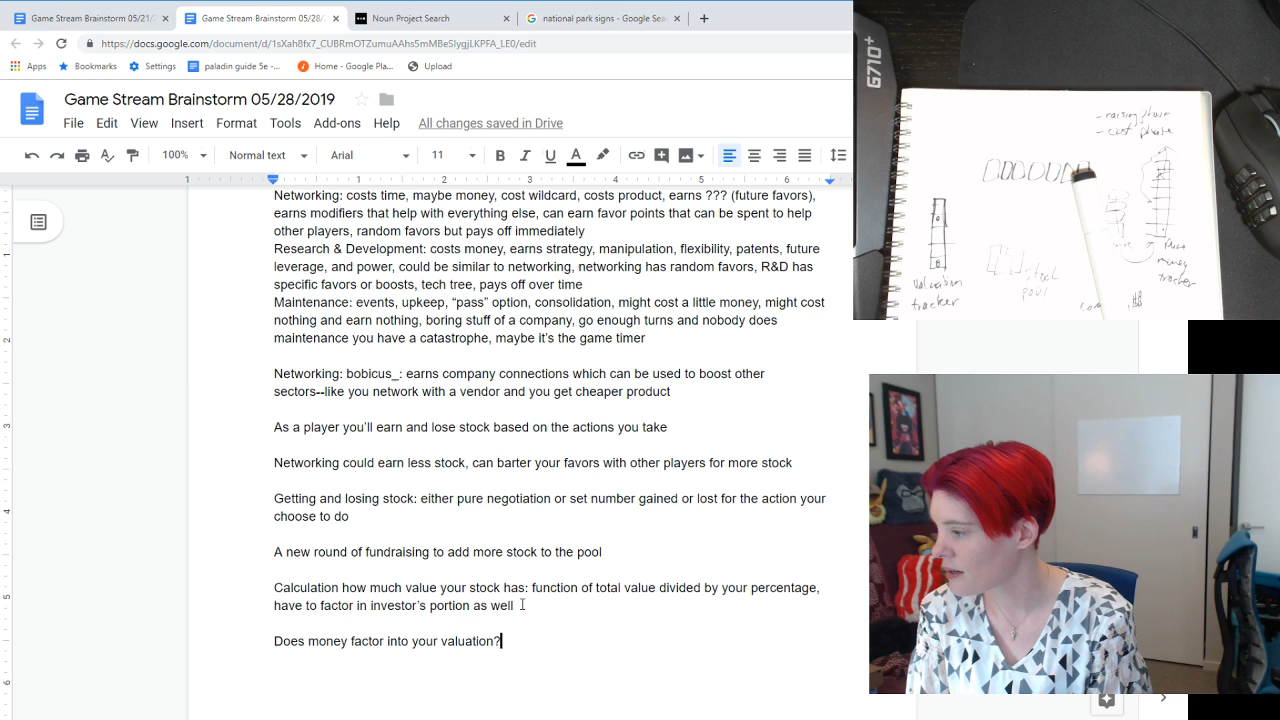 Game Stream Brainstorm 05/21/
Game Stream Brainstorm 05/28/
Noun Project Search
national park signs - Google Sea
https://docs.google.com/document/d/1sXah8fx7_CUBRmOTZumuAAhs5mMBeSlygjLKPFA_LE0/edit
Apps
Bookmarks
Settings
paladin guide 5e -...
Home - Google Pla...
Upload
Game Stream Brainstorm 05/28/2019
File Edit View Insert Format Tools Add-ons Help All changes saved in Drive
100% Normal text Arial 11 B I U A
1 1 2 3 4 5 6
Networking: costs time, maybe money, cost wildcard, costs product, earns ??? (future favors),
earns modifiers that help with everything else, can earn favor points that can be spent to help
other players, random favors but pays off immediately
Research & Development: costs money, earns strategy, manipulation, flexibility, patents, future
leverage, and power, could be similar to networking, networking has random favors, R&D has
specific favors or boosts, tech tree, pays off over time
Maintenance: events, upkeep, “pass” option, consolidation, might cost a little money, might cost
nothing and earn nothing, boring stuff of a company, go enough turns and nobody does
maintenance you have a catastrophe, maybe it’s the game timer
Networking: bobicus_: earns company connections which can be used to boost other
sectors--like you network with a vendor and you get cheaper product
As a player you’ll earn and lose stock based on the actions you take
Networking could earn less stock, can barter your favors with other players for more stock
Getting and losing stock: either pure negotiation or set number gained or lost for the action your
choose to do
A new round of fundraising to add more stock to the pool
Calculation how much value your stock has: function of total value divided by your percentage,
have to factor in investor’s portion as well
Does money factor into your valuation?
1
2
3
4
5
6
G710+
- raising phase
- cost phase
valuation
tracker
stock
pool
money
tracker